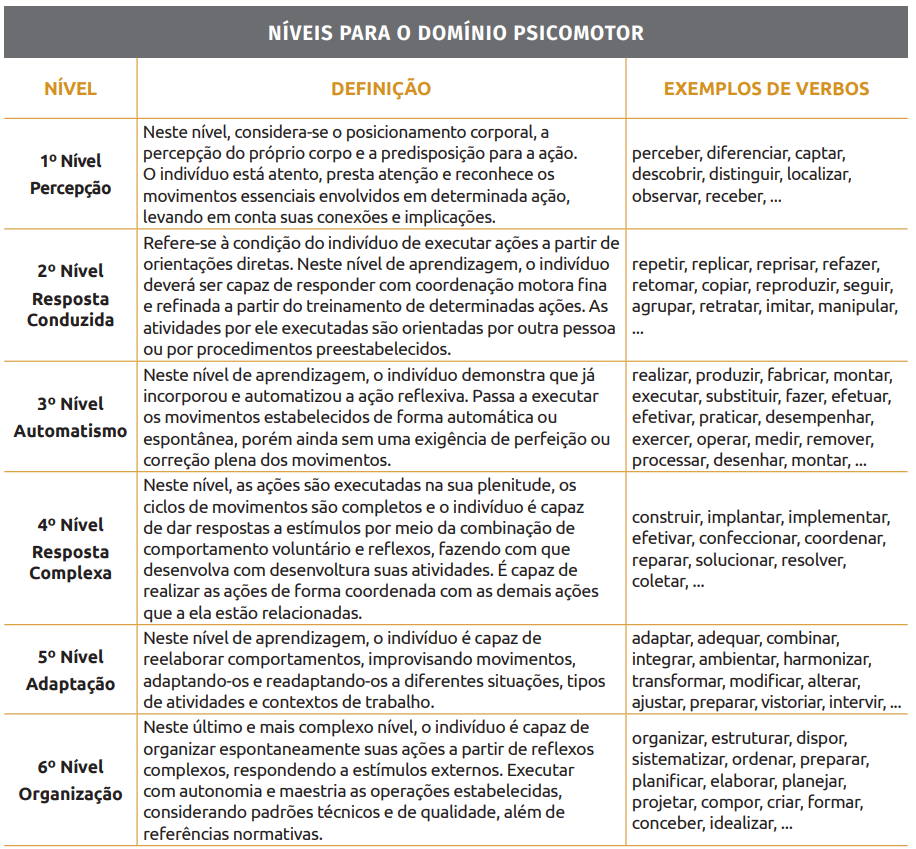 NÍVEIS PARA O DOMÍNIO PSICOMOTOR
NÍVEL
DEFINIÇÃO
EXEMPLOS DE VERBOS
1º Nível
Percepção
Neste nível, considera-se o posicionamento corporal, a
percepção do próprio corpo e a predisposição para a ação.
O indivíduo está atento, presta atenção e reconhece os
movimentos essenciais envolvidos em determinada ação,
levando em conta suas conexões e implicações.
perceber, diferenciar, captar,
descobrir, distinguir, localizar,
observar, receber, ...
2º Nível
Resposta
Conduzida
Refere-se à condição do indivíduo de executar ações a partir de
orientações diretas. Neste nível de aprendizagem, o indivíduo
deverá ser capaz de responder com coordenação motora fina
e refinada a partir do treinamento de determinadas ações. As
atividades por ele executadas são orientadas por outra pessoa
ou por procedimentos preestabelecidos.
repetir, replicar, reprisar, refazer,
retomar, copiar, reproduzir, seguir,
agrupar, retratar, imitar, manipular,
...
3º Nível
Automatismo
Neste nível de aprendizagem, o indivíduo demonstra que já
incorporou e automatizou a ação reflexiva. Passa a executar
os movimentos estabelecidos de forma automática ou
espontânea, porém ainda sem uma exigência de perfeição ou
correção plena dos movimentos.
realizar, produzir, fabricar, montar,
executar, substituir, fazer, efetuar,
efetivar, praticar, desempenhar,
exercer, operar, medir, remover,
processar, desenhar, montar, ...
4º Nível
Resposta
Complexa
Neste nível, as ações são executadas na sua plenitude, os
ciclos de movimentos são completos e o indivíduo é capaz
de dar respostas a estímulos por meio da combinação de
comportamento voluntário e reflexos, fazendo com que
desenvolva com desenvoltura suas atividades. É capaz de
realizar as ações de forma coordenada com as demais ações
que a ela estão relacionadas.
construir, implantar, implementar,
efetivar, confeccionar, coordenar,
reparar, solucionar, resolver,
coletar, ...
5º Nível
Adaptação
Neste nível de aprendizagem, o indivíduo é capaz de
reelaborar comportamentos, improvisando movimentos,
adaptando-os e readaptando-os a diferentes situações, tipos
de atividades e contextos de trabalho.
adaptar, adequar, combinar,
integrar, ambientar, harmonizar,
transformar, modificar, alterar,
ajustar, preparar, vistoriar, intervir, ...
6º Nível
Organização
Neste último e mais complexo nível, o indivíduo é capaz de
organizar espontaneamente suas ações a partir de reflexos
complexos, respondendo a estímulos externos. Executar
com autonomia e maestria as operações estabelecidas,
considerando padrões técnicos e de qualidade, além de
referências normativas.
organizar, estruturar, dispor,
sistematizar, ordenar, preparar,
planificar, elaborar, planejar,
projetar, compor, criar, formar,
conceber, idealizar, ...